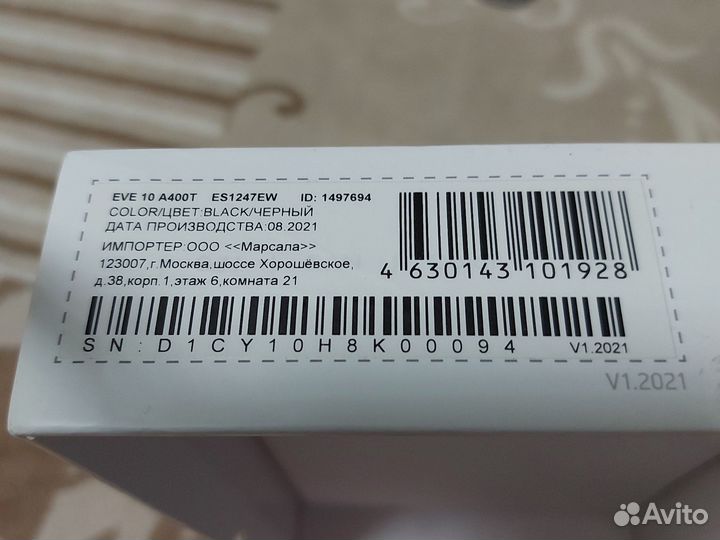 EVE 10 A400T ES1247EW ID: 1497694
COLOR/ЦВЕТ:BLACK/ЧЕРНЫЙ
ДАТА ПРОИЗВОДСТВА:08.2021
ИМПОРТЕР:ООО <<Марсала>>
123007,г.Москва,шоссе Хорошёвское,
д.38,корп.1,этаж 6,комната 21
4 630143 101928
SN:D1CY10H8K00094
V1.2021
V1.2021
Avito